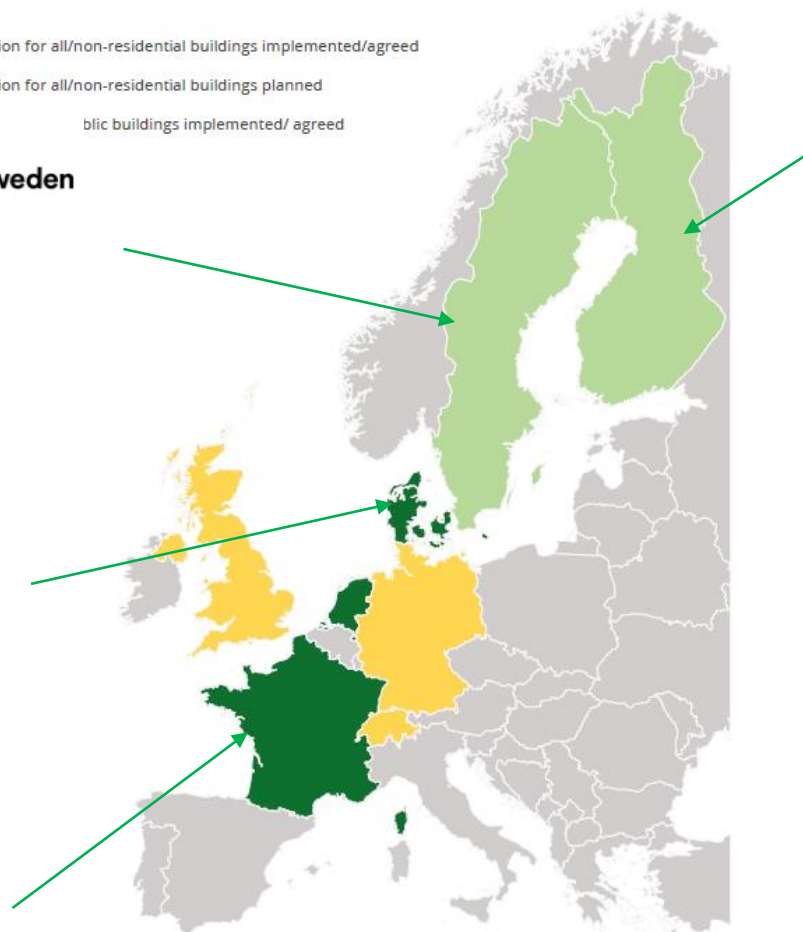 ion for all/non-residential buildings implemented/agreed
ion for all/non-residential buildings planned
blic buildings implemented/ agreed
weden